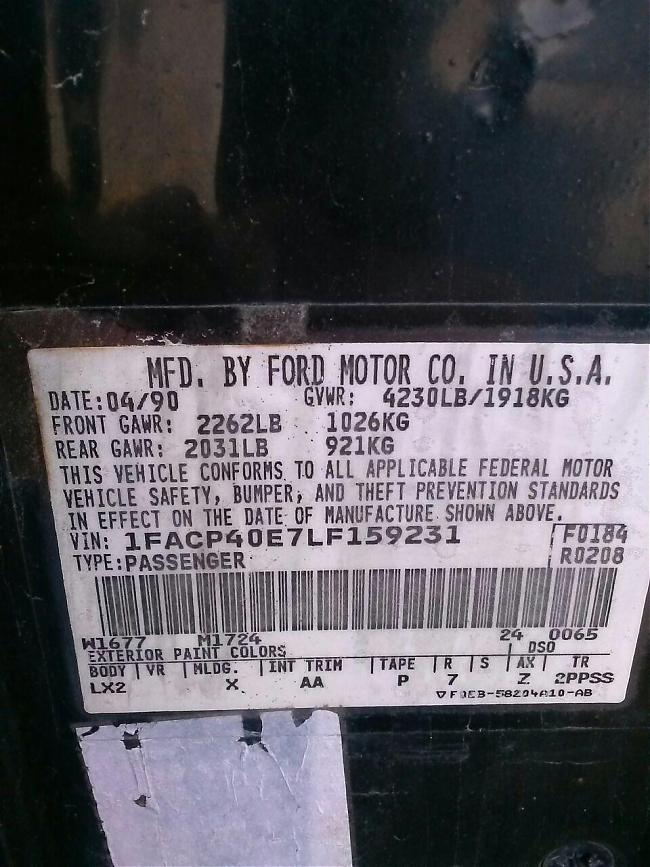 MFD. BY FORD MOTOR CO. IN U.S.A.
DATE: 04/90 GVWR: 4230LB/1918KG
FRONT GAWR: 2262LB 1026KG
REAR GAWR: 2031LB 921KG
THIS VEHICLE CONFORMS TO ALL APPLICABLE FEDERAL MOTOR
VEHICLE SAFETY, BUMPER, AND THEFT PREVENTION STANDARDS
IN EFFECT ON THE DATE OF MANUFACTURE SHOWN ABOVE.
VIN: 1FACP40E7LF159231 F0184
TYPE: PASSENGER R0208
W1677 M1724 24 0065
EXTERIOR PAINT COLORS DSO
BODY VR MLDG. INT TRIM TAPE R S AX TR
LX2 X AA P 7 Z 2PPSS
F0EB-58204A10-AB